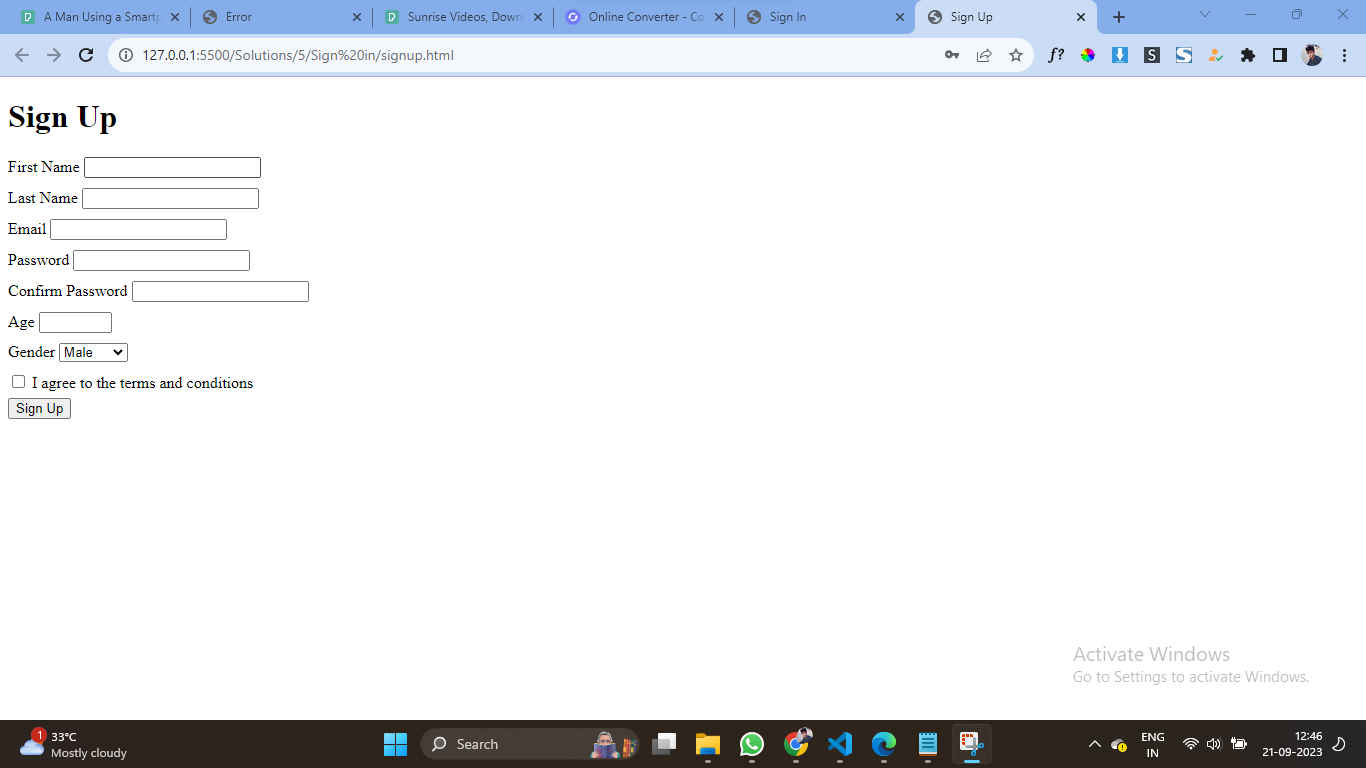 A Man Using a Smartp
Error
Sunrise Videos, Downl
Online Converter - Co
Sign In
Sign Up
127.0.0.1:5500/Solutions/5/Sign%20in/signup.html
f?
S
S
Sign Up
First Name
Last Name
Email
Password
Confirm Password
Age
Gender Male
I agree to the terms and conditions
Sign Up
Activate Windows
Go to Settings to activate Windows.
1
33°C
Mostly cloudy
Search
ENG
IN
12:46
21-09-2023